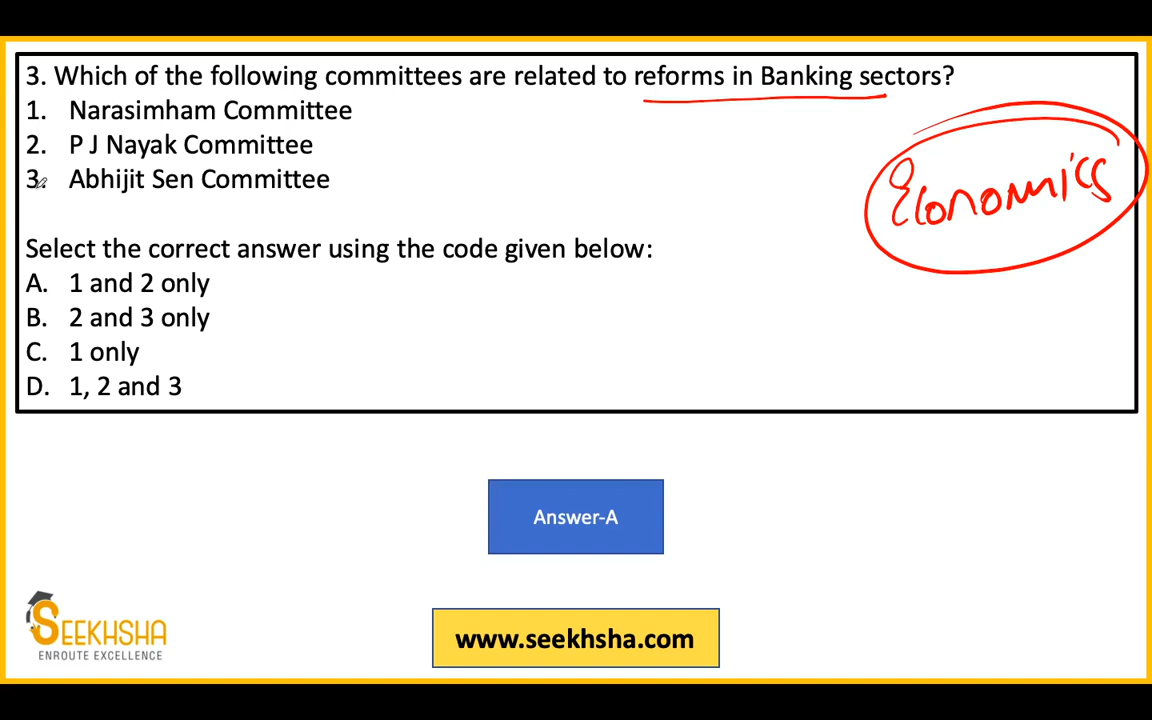 3. Which of the following committees are related to reforms in Banking sectors?
1. Narasimham Committee
2. P J Nayak Committee
3. Abhijit Sen Committee
Economics
Select the correct answer using the code given below:
A. 1 and 2 only
B. 2 and 3 only
C. 1 only
D. 1, 2 and 3
Answer-A
SEEKHSHA
ENROUTE EXCELLENCE
www.seekhsha.com